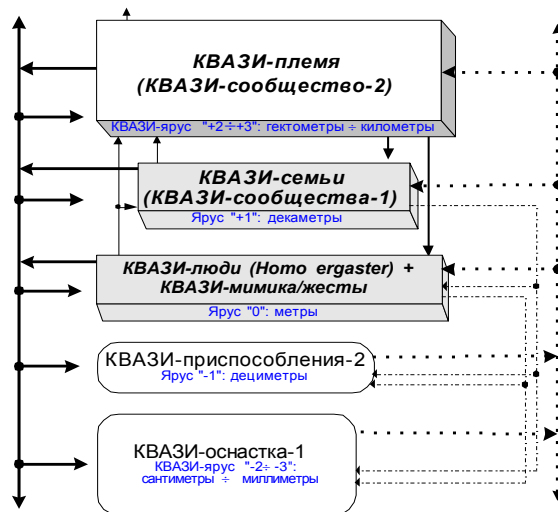 КВАЗИ-племя
(КВАЗИ-сообщество-2)
КВАЗИ-ярус "+2÷+3": гектометры ÷ километры
КВАЗИ-семьи
(КВАЗИ-сообщества-1)
Ярус "+1": декаметры
КВАЗИ-люди (Homo ergaster) +
КВАЗИ-мимика/жесты
Ярус "0": метры
КВАЗИ-приспособления-2
Ярус "-1": дециметры
КВАЗИ-оснастка-1
КВАЗИ-ярус "-2÷ -3":
сантиметры ÷ миллиметры